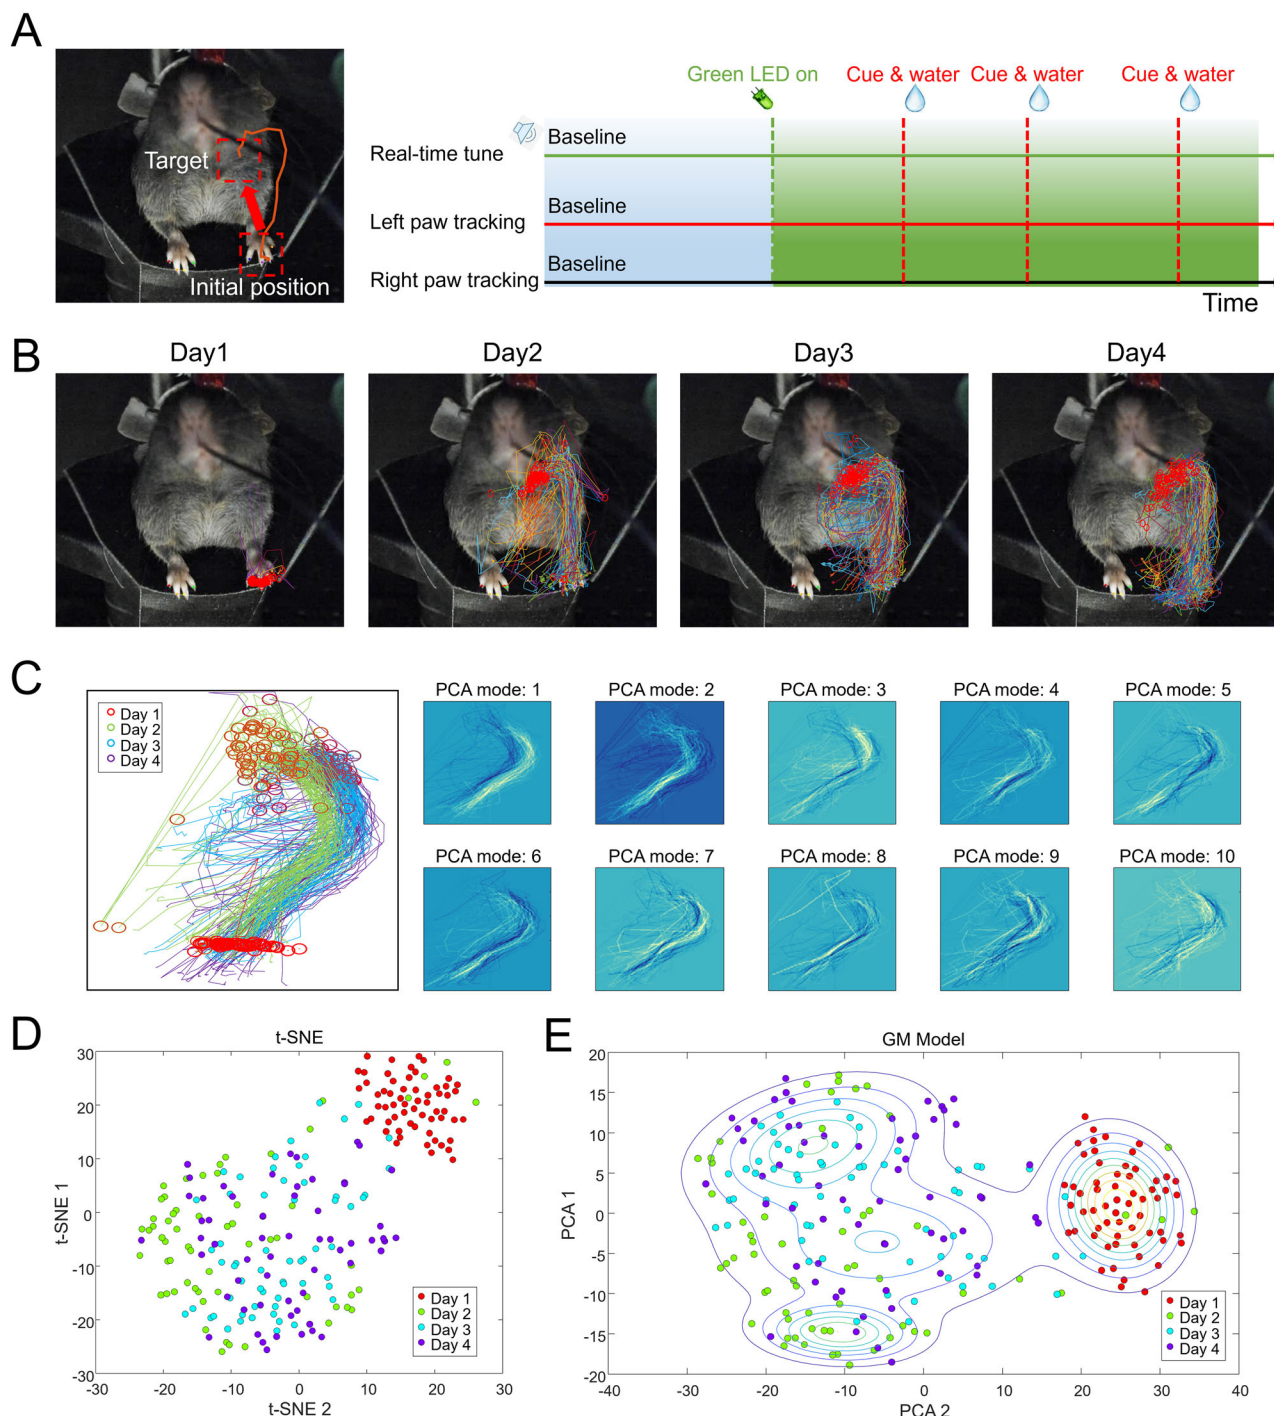 A
Target
Initial position
Green LED on
Cue & water
Cue & water
Cue & water
Real-time tune
Baseline
Left paw tracking
Baseline
Right paw tracking
Baseline
Time
B
Day1
Day2
Day3
Day4
C
Day 1
Day 2
Day 3
Day 4
PCA mode: 1
PCA mode: 2
PCA mode: 3
PCA mode: 4
PCA mode: 5
PCA mode: 6
PCA mode: 7
PCA mode: 8
PCA mode: 9
PCA mode: 10
D
t-SNE
30
20
10
0
-10
-20
-30
t-SNE 1
-30
-20
-10
0
10
20
30
t-SNE 2
Day 1
Day 2
Day 3
Day 4
E
GM Model
20
15
10
5
0
-5
-10
-15
-20
PCA 1
-40
-30
-20
-10
0
10
20
30
40
PCA 2
Day 1
Day 2
Day 3
Day 4